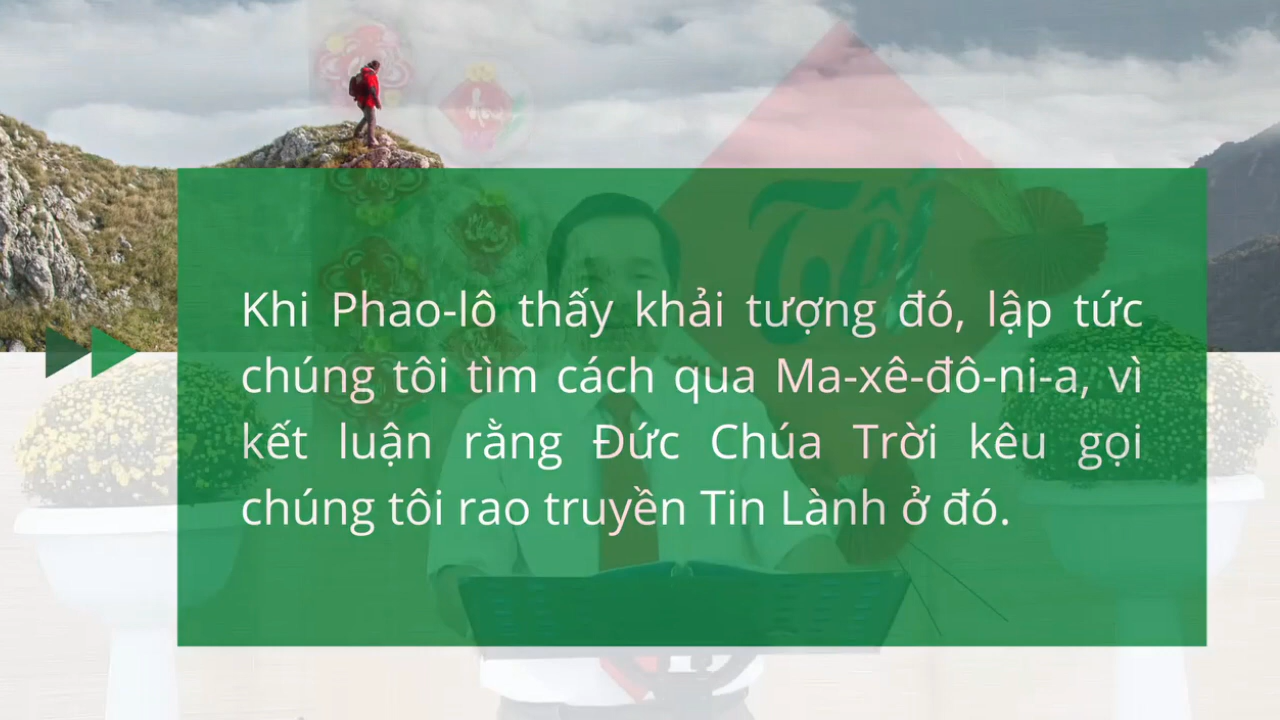 Tết
Khi Phao-lô thấy khải tượng đó, lập tức
chúng tôi tìm cách qua Ma-xê-đô-ni-a, vì
kết luận rằng Đức Chúa Trời kêu gọi
chúng tôi rao truyền Tin Lành ở đó.